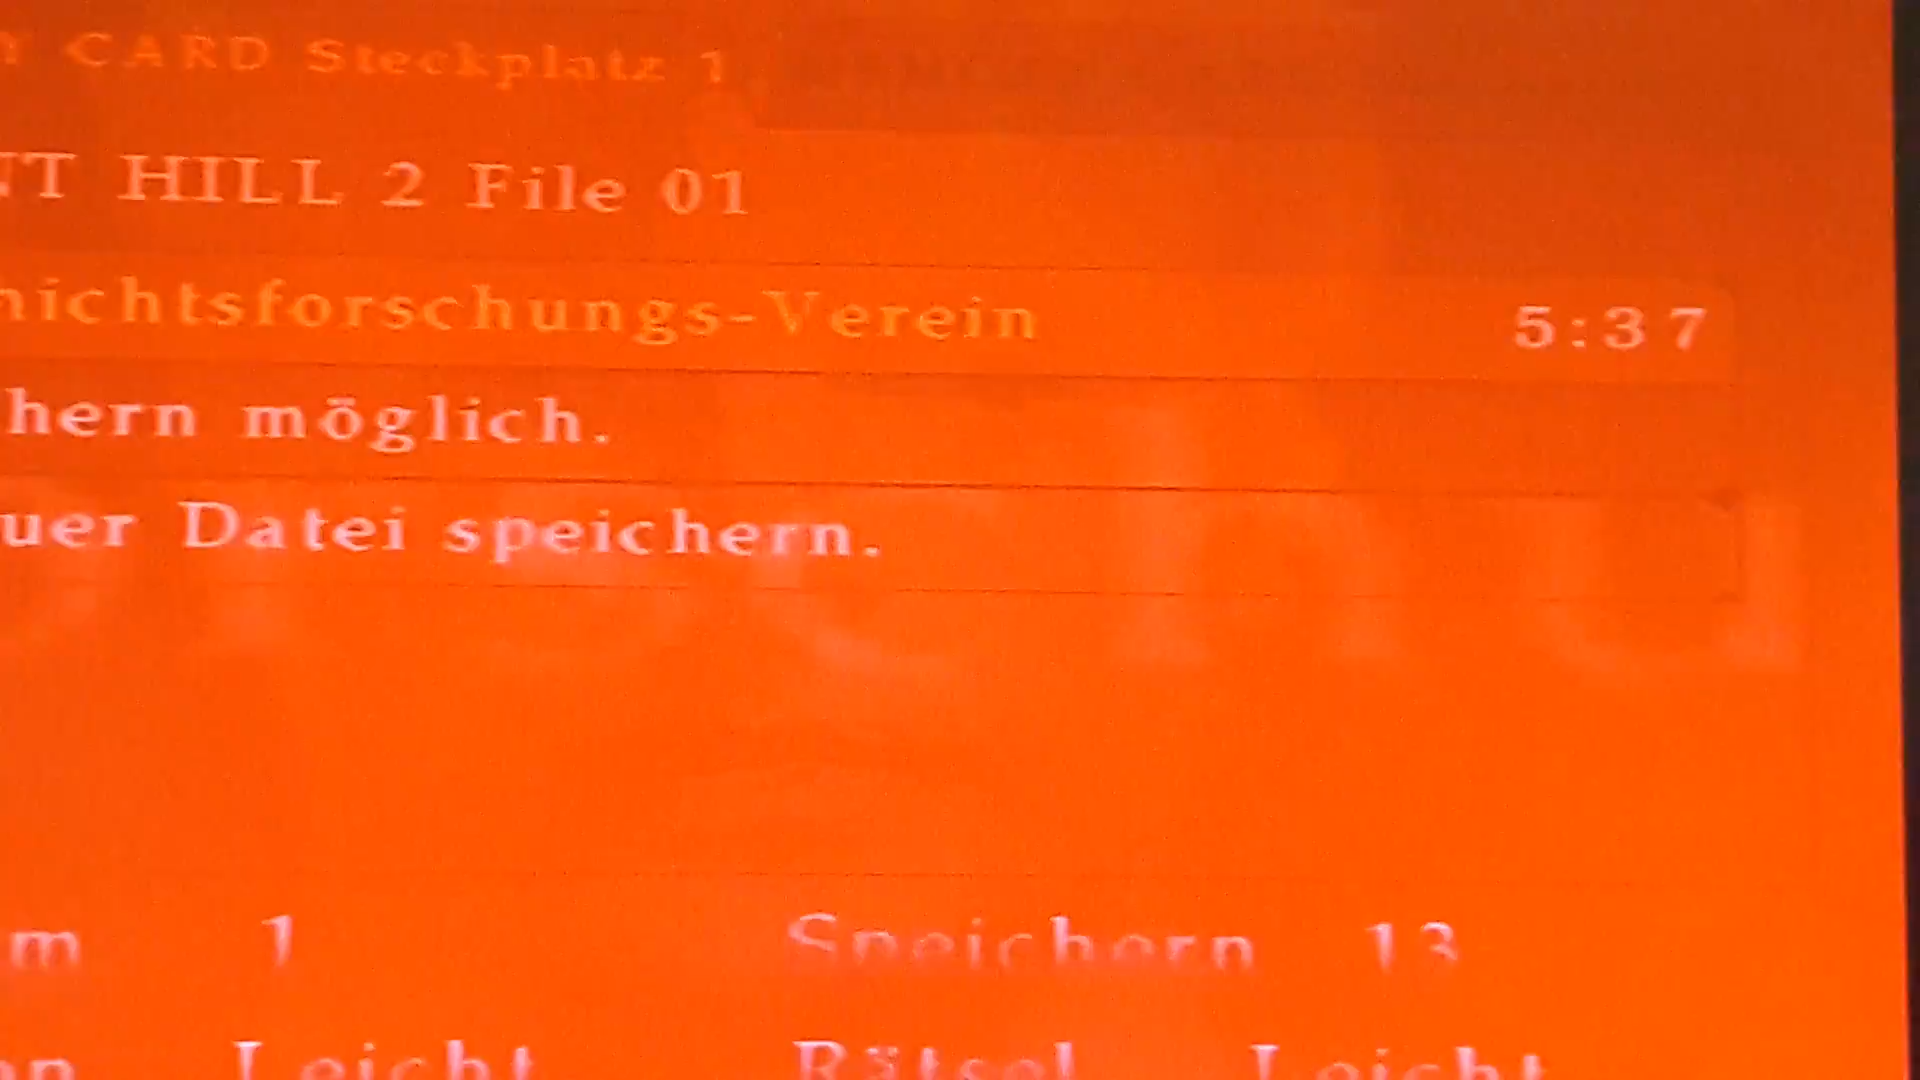 CARD Steckplatz 1
HILL 2 File 01
hichtsforschungs-Verein 5:37
hern möglich.
uer Datei speichern.
m 1 Speichern 13
Leicht Rätsel Leicht